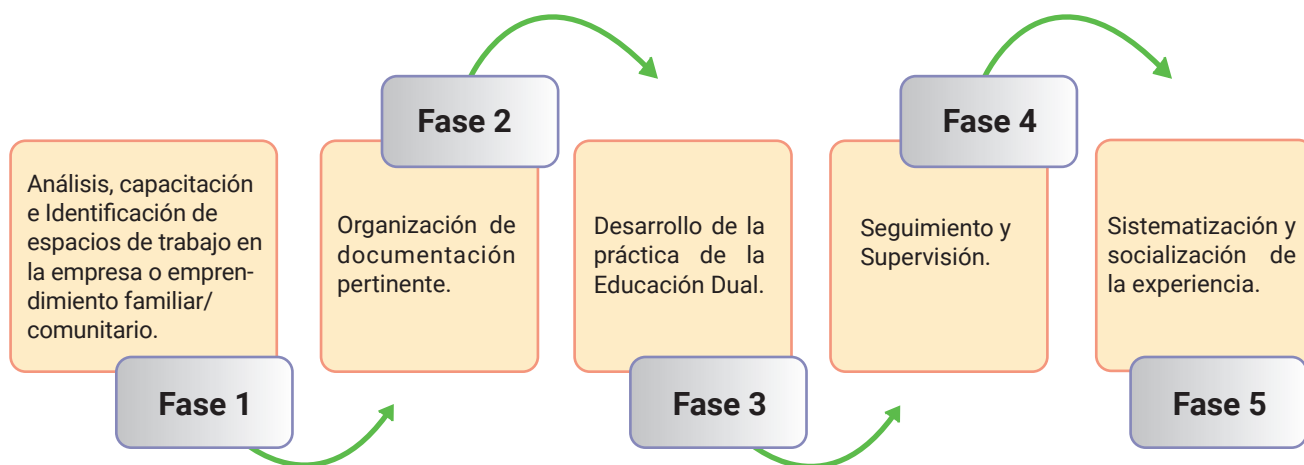 Análisis, capacitación
e Identificación de
espacios de trabajo en
la empresa o empren-
dimiento familiar/
comunitario.
Fase 1
Fase 2
Organización de
documentación
pertinente.
Desarrollo de la
práctica de la
Educación Dual.
Fase 3
Fase 4
Seguimiento y
Supervisión.
Sistematización y
socialización de
la experiencia.
Fase 5